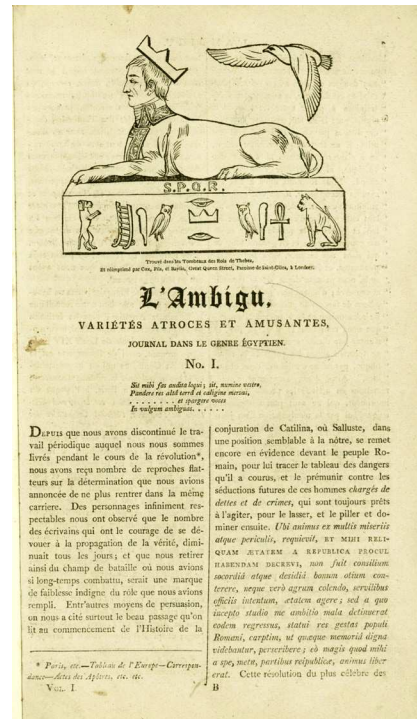 S.P.Q.R.
Trouvé dans les Tombeaux des Rois de Thebes,
Et réimprimé par Cox, Fils, et Baylis, Great Queen Street, Paroisse de Saint-Giles, à Londres.
L'Ambigu,
VARIÉTÉS ATROCES ET AMUSANTES,
JOURNAL DANS LE GENRE ÉGYPTIEN.
No. I.
Sit mihi fas audita loqui; sit, numine vestro,
Pandere res altâ terrâ et caligine mersas,
. . . . . . . . . et spargere voces
In vulgum ambiguas. . . . . .
DEPUIS que nous avons discontinué le tra-
vail périodique auquel nous nous sommes
livrés pendant le cours de la révolution*,
nous avons reçu nombre de reproches flat-
teurs sur la détermination que nous avions
annoncée de ne plus rentrer dans la même
carrière. Des personnes infiniment res-
pectables nous ont observé que le nombre
des écrivains qui ont le courage de se dé-
vouer à la propagation de la vérité, dimi-
nuait tous les jours; et que nous retirer
ainsi du champ de bataille où nous avions
si long-temps combattu, serait une marque
de faiblesse indigne du rôle que nous avons
rempli. Entr'autres moyens de persuasion,
on nous a cité surtout le beau passage qu'on
lit au commencement de l'Histoire de la
* Paris, etc.—Tableau de l'Europe—Correspon-
dance—Actes des Apôtres, etc. etc.
VOL. I
conjuration de Catilina, où Salluste, dans
une position semblable à la nôtre, se remet
encore en évidence devant le peuple Ro-
main, pour lui tracer le tableau des dangers
qu'il a courus, et le prémunir contre les
séductions futures de ces hommes chargés de
dettes et de crimes, qui sont toujours prêts
à l'agiter, pour le lasser, et le piller et do-
miner ensuite. Ubi animus ex multis miseriis
atque periculis, requievit, ET MIHI RELI-
QUAM ÆTATEM A REPUBLICA PROCUL
HABENDAM DECREVI, non fuit consilium
socordiâ atque desidiâ bonum otium con-
terere, neque verò agrum colendo, servilibus
officiis intentum, ætatem agere; sed a quo
incepto studio me ambitio mala detinuerat
eodem regressus, statui res gestas populi
Romani, carptim, ut quæque memoriâ digna
videbantur, perscribere; eò magis quod mihi
a spe, metu, partibus reipublicæ, animus liber
erat. Cette résolution du plus célèbre des
B